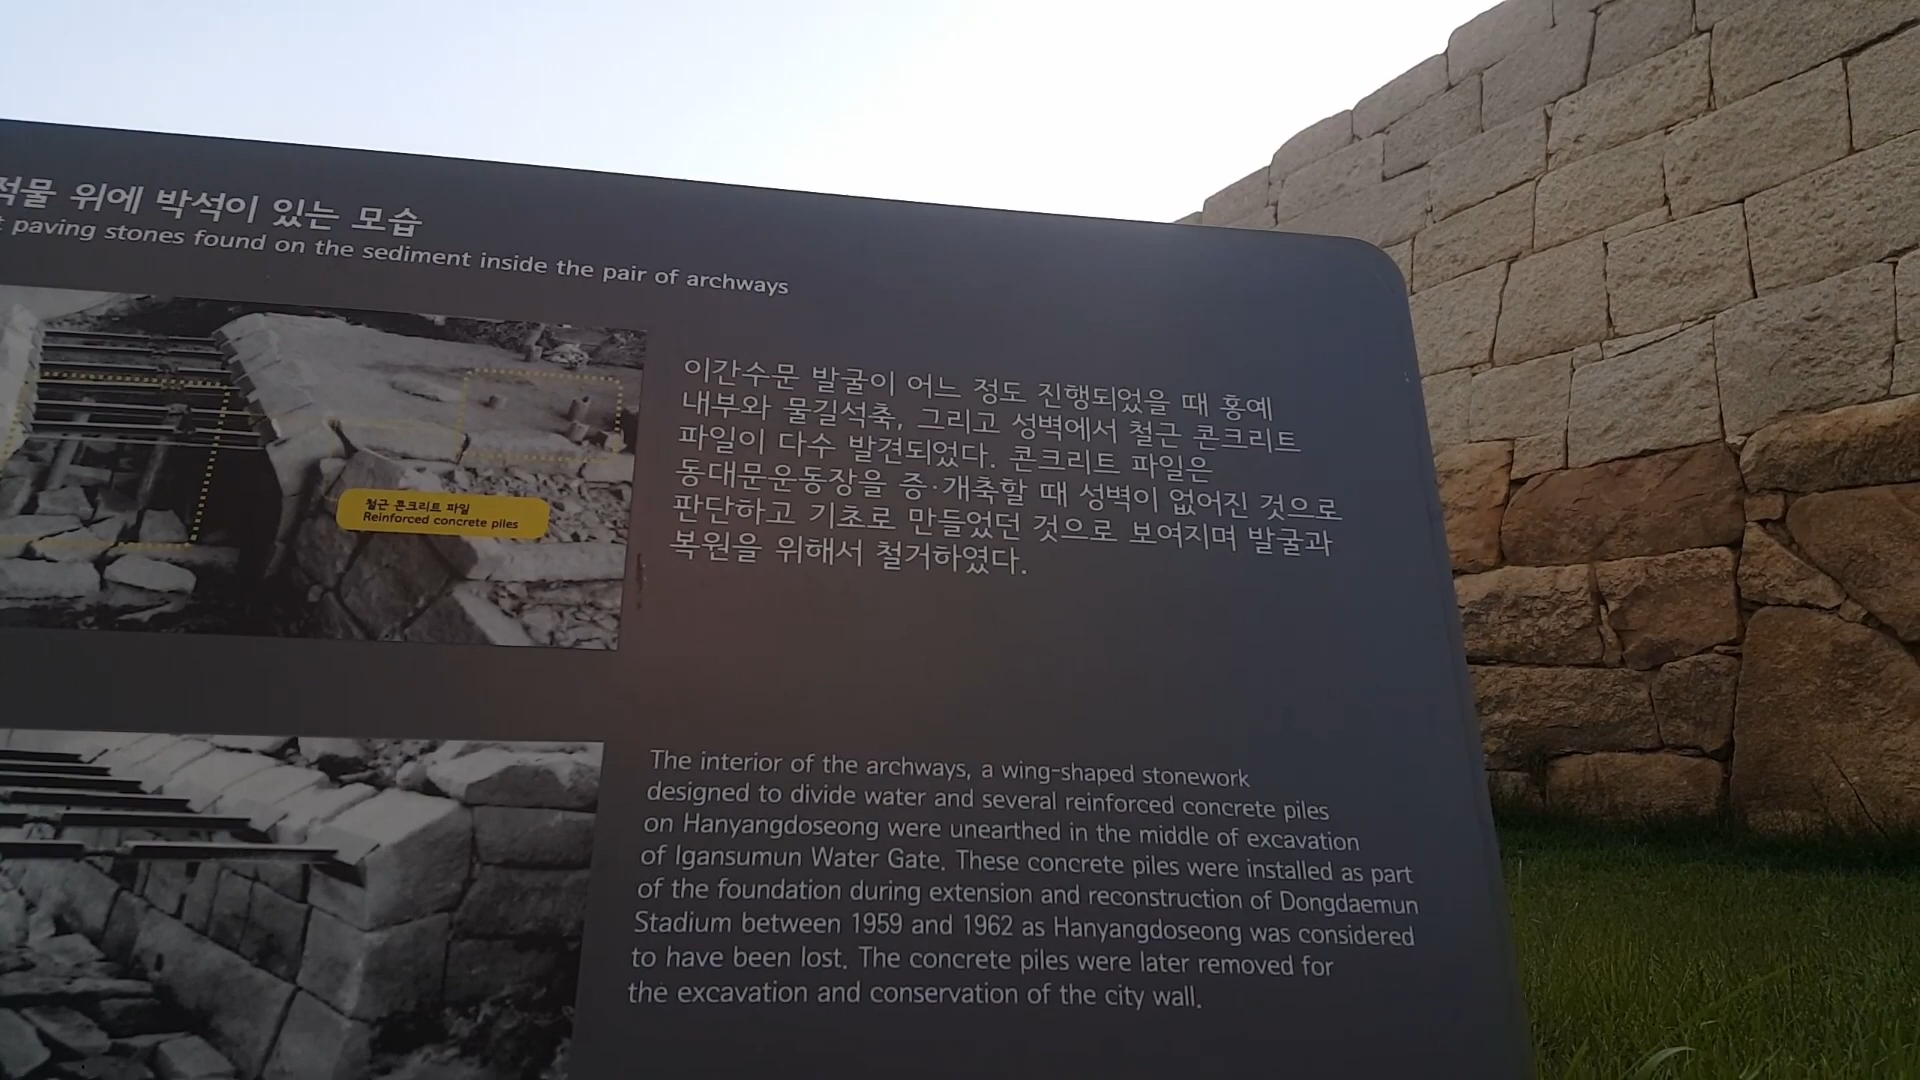 적물 위에 박석이 있는 모습
paving stones found on the sediment inside the pair of archways
철근 콘크리트 파일
Reinforced concrete piles
이간수문 발굴이 어느 정도 진행되었을 때 홍예
내부와 물길석축, 그리고 성벽에서 철근 콘크리트
파일이 다수 발견되었다. 콘크리트 파일은
동대문운동장을 증·개축할 때 성벽이 없어진 것으로
판단하고 기초로 만들었던 것으로 보여지며 발굴과
복원을 위해서 철거하였다.
The interior of the archways, a wing-shaped stonework
designed to divide water and several reinforced concrete piles
on Hanyangdoseong were unearthed in the middle of excavation
of Igansumun Water Gate. These concrete piles were installed as part
of the foundation during extension and reconstruction of Dongdaemun
Stadium between 1959 and 1962 as Hanyangdoseong was considered
to have been lost. The concrete piles were later removed for
the excavation and conservation of the city wall.